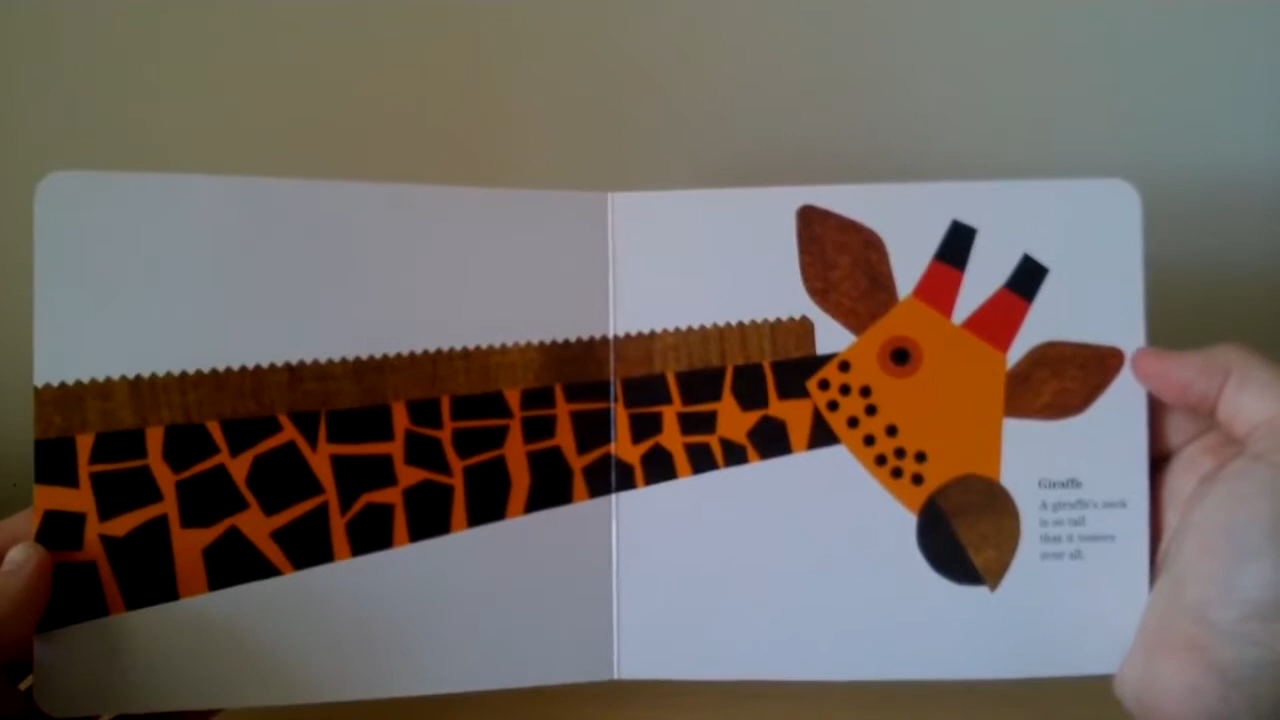 Giraffe
A giraffe's neck
is so tall
that it towers
over all.